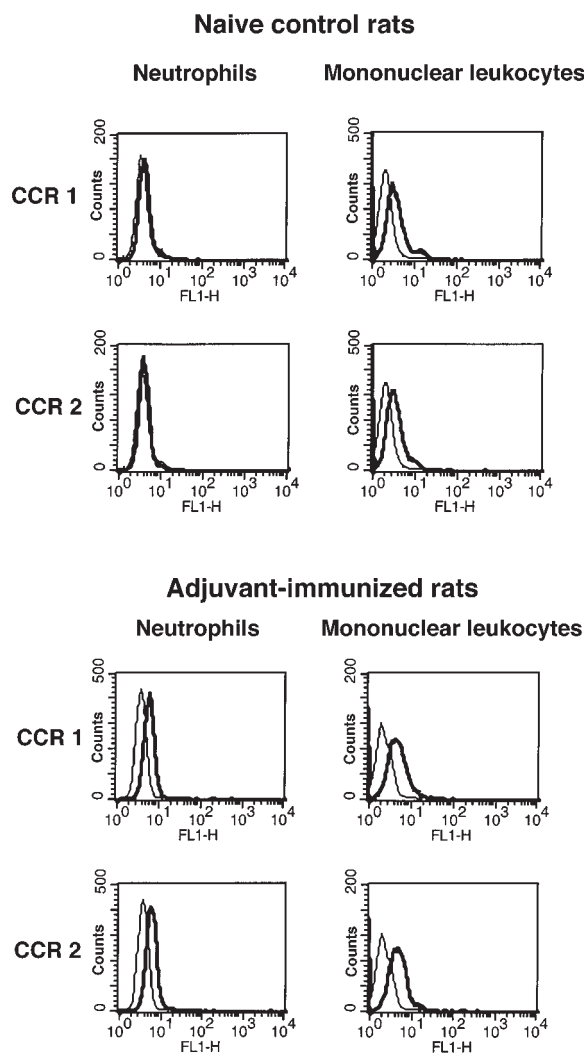 Naive control rats
Neutrophils Mononuclear leukocytes
CCR 1
200
Counts
0
10^0 10^1 10^2 10^3 10^4
FL1-H
500
Counts
0
10^0 10^1 10^2 10^3 10^4
FL1-H
CCR 2
200
Counts
0
10^0 10^1 10^2 10^3 10^4
FL1-H
500
Counts
0
10^0 10^1 10^2 10^3 10^4
FL1-H
Adjuvant-immunized rats
Neutrophils Mononuclear leukocytes
CCR 1
500
Counts
0
10^0 10^1 10^2 10^3 10^4
FL1-H
200
Counts
0
10^0 10^1 10^2 10^3 10^4
FL1-H
CCR 2
500
Counts
0
10^0 10^1 10^2 10^3 10^4
FL1-H
200
Counts
0
10^0 10^1 10^2 10^3 10^4
FL1-H